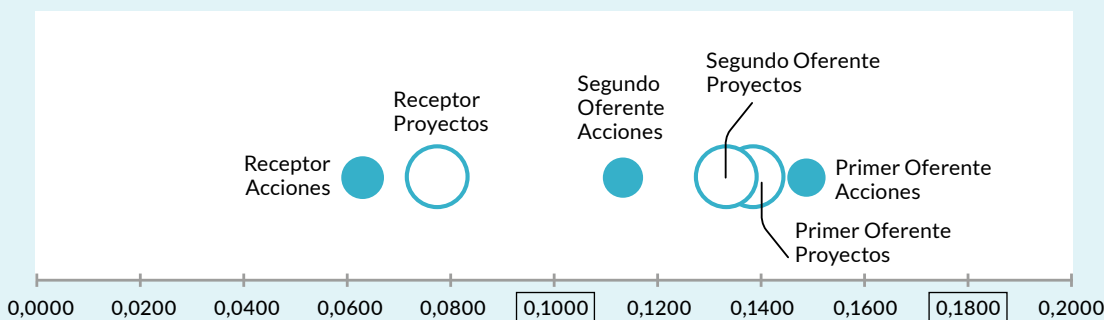 Segundo Oferente
Proyectos
Segundo
Oferente
Acciones
Receptor
Proyectos
Receptor
Acciones
Primer Oferente
Acciones
Primer Oferente
Proyectos
0,0000 0,0200 0,0400 0,0600 0,0800 0,1000 0,1200 0,1400 0,1600 0,1800 0,2000